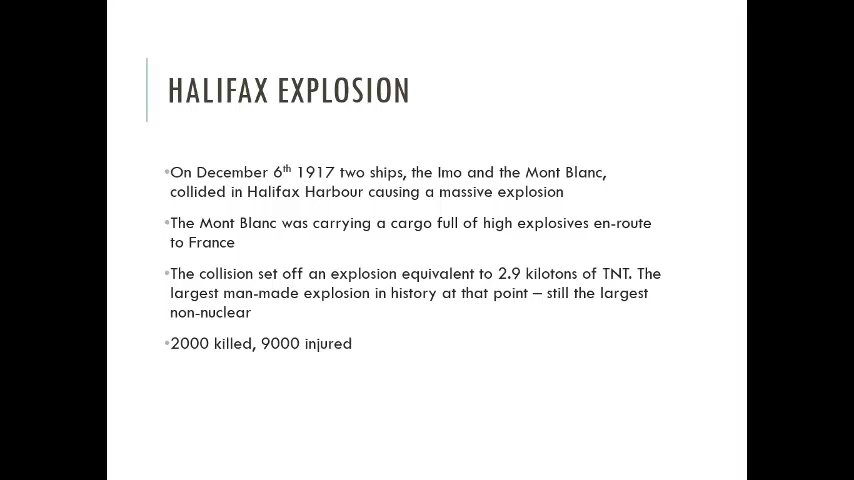 HALIFAX EXPLOSION
•On December 6th 1917 two ships, the Imo and the Mont Blanc,
collided in Halifax Harbour causing a massive explosion
•The Mont Blanc was carrying a cargo full of high explosives en-route
to France
•The collision set off an explosion equivalent to 2.9 kilotons of TNT. The
largest man-made explosion in history at that point – still the largest
non-nuclear
•2000 killed, 9000 injured